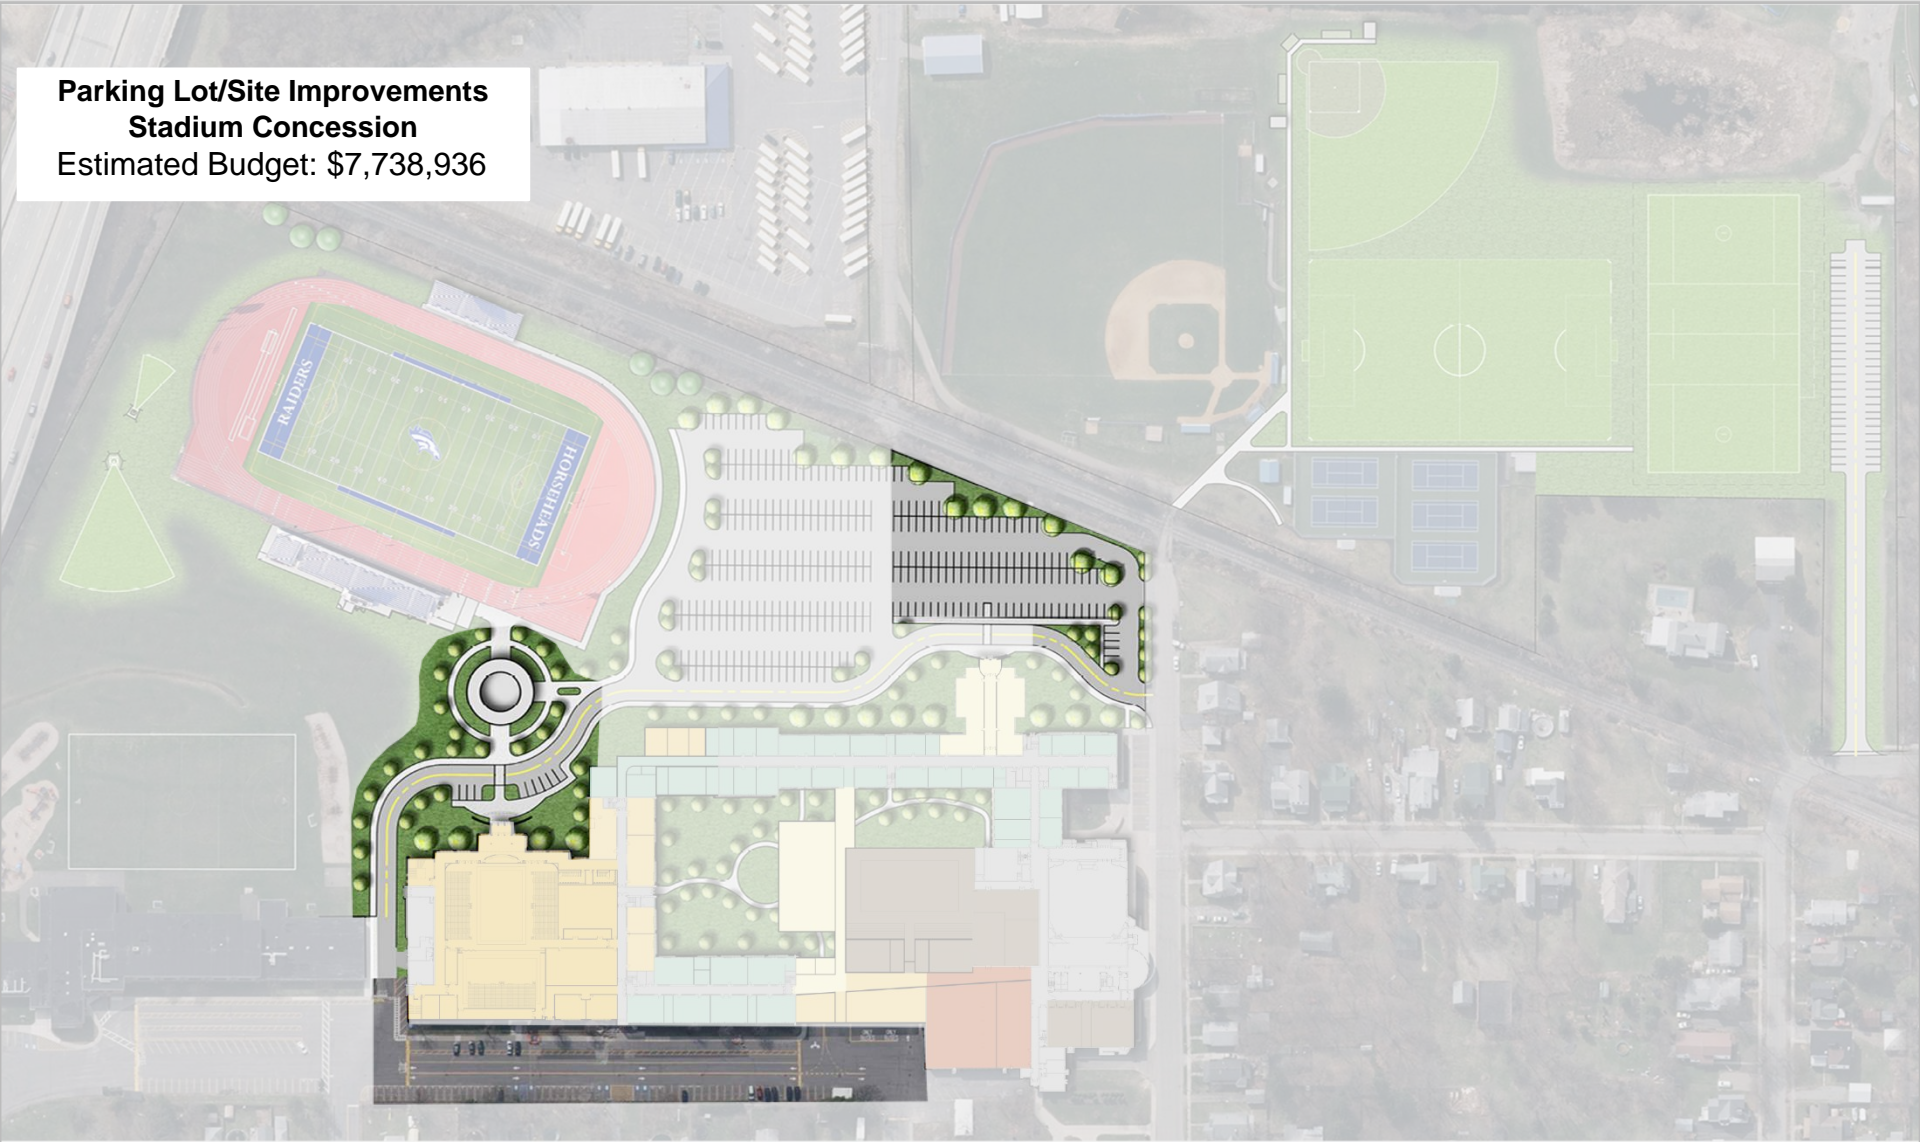 Parking Lot/Site Improvements
Stadium Concession
Estimated Budget: $7,738,936
RAIDERS
HORSEHEADS